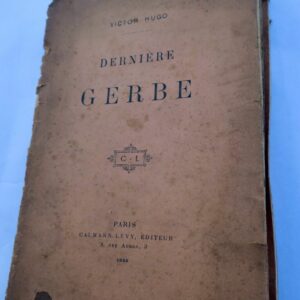 VICTOR HUGO
DERNIÈRE
GERBE
C·L
PARIS
CALMANN LÉVY, ÉDITEUR
3, rue Auber, 3